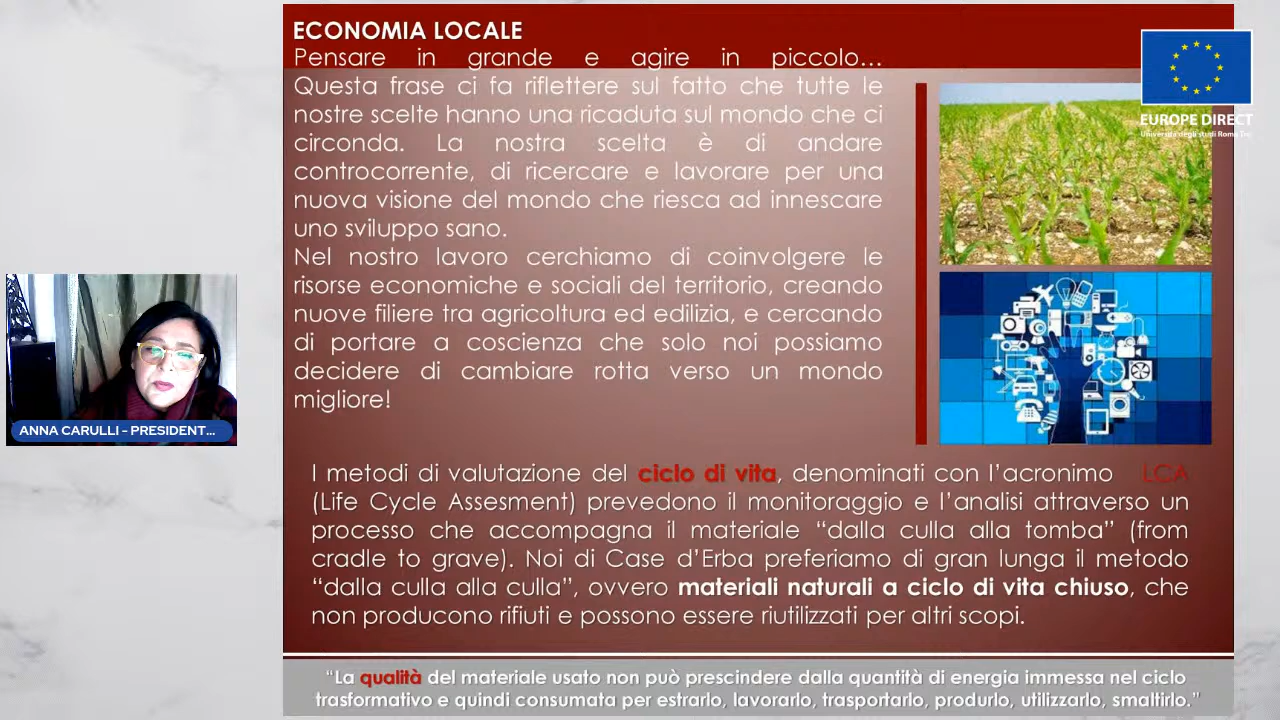 ECONOMIA LOCALE
Pensare in grande e agire in piccolo...
Questa frase ci fa riflettere sul fatto che tutte le
nostre scelte hanno una ricaduta sul mondo che ci
circonda. La nostra scelta è di andare
controcorrente, di ricercare e lavorare per una
nuova visione del mondo che riesca ad innescare
uno sviluppo sano.
Nel nostro lavoro cerchiamo di coinvolgere le
risorse economiche e sociali del territorio, creando
nuove filiere tra agricoltura ed edilizia, e cercando
di portare a coscienza che solo noi possiamo
decidere di cambiare rotta verso un mondo
migliore!
EUROPE DIRECT
Università degli studi Roma Tre
ANNA CARULLI - PRESIDENT...
I metodi di valutazione del ciclo di vita, denominati con l'acronimo LCA
(Life Cycle Assesment) prevedono il monitoraggio e l'analisi attraverso un
processo che accompagna il materiale "dalla culla alla tomba" (from
cradle to grave). Noi di Case d'Erba preferiamo di gran lunga il metodo
"dalla culla alla culla", ovvero materiali naturali a ciclo di vita chiuso, che
non producono rifiuti e possono essere riutilizzati per altri scopi.
"La qualità del materiale usato non può prescindere dalla quantità di energia immessa nel ciclo
trasformativo e quindi consumata per estrarlo, lavorarlo, trasportarlo, produrlo, utilizzarlo, smaltirlo."